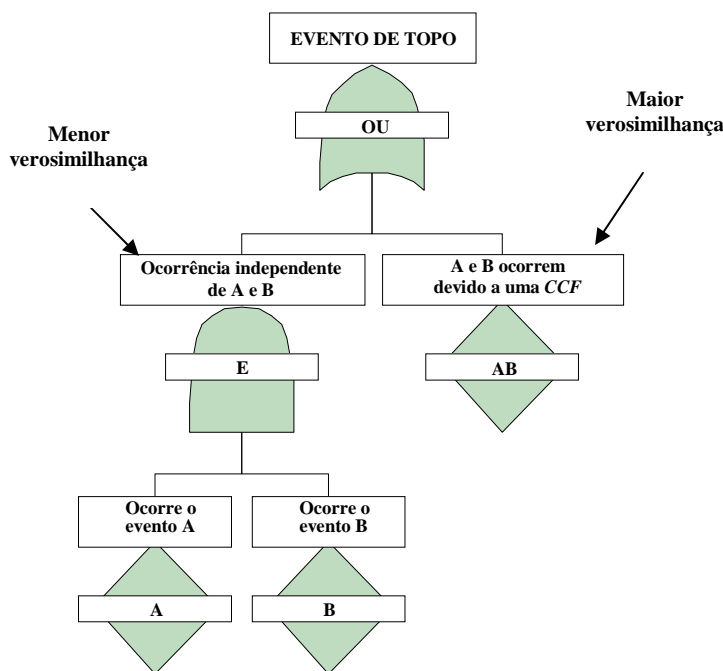 EVENTO DE TOPO
OU
Menor
verosimilhança
Maior
verosimilhança
Ocorrência independente
de A e B
A e B ocorrem
devido a uma CCF
E
AB
Ocorre o
evento A
Ocorre o
evento B
A
B